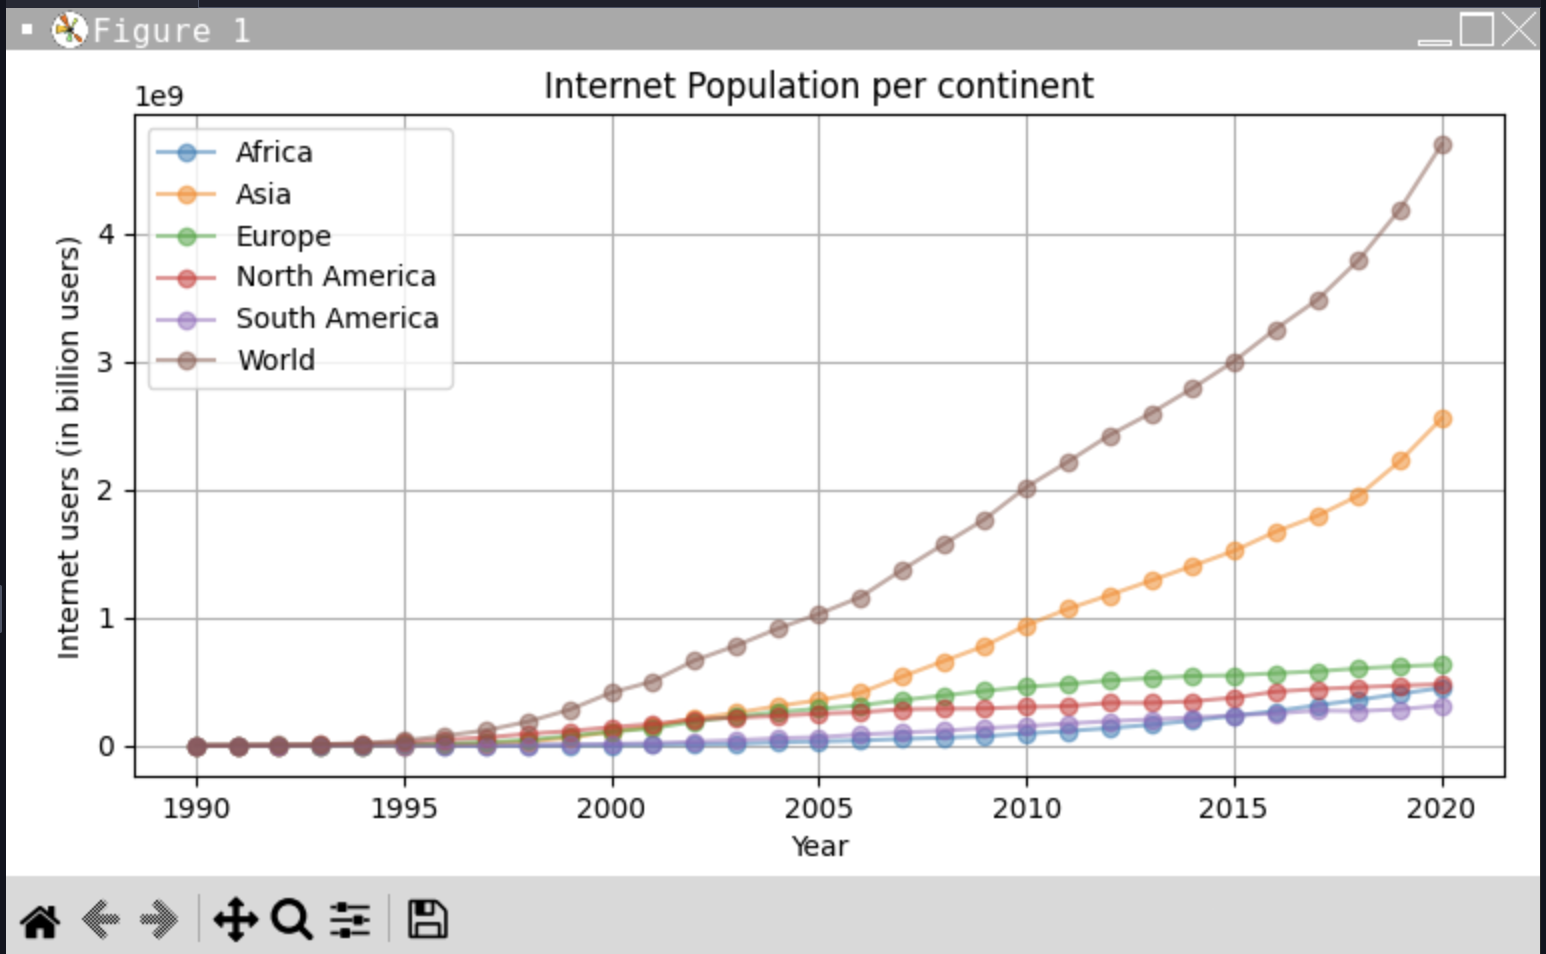 Figure 1
Internet Population per continent
1e9
Africa
Asia
Europe
North America
South America
World
Internet users (in billion users)
4
3
2
1
0
1990 1995 2000 2005 2010 2015 2020
Year